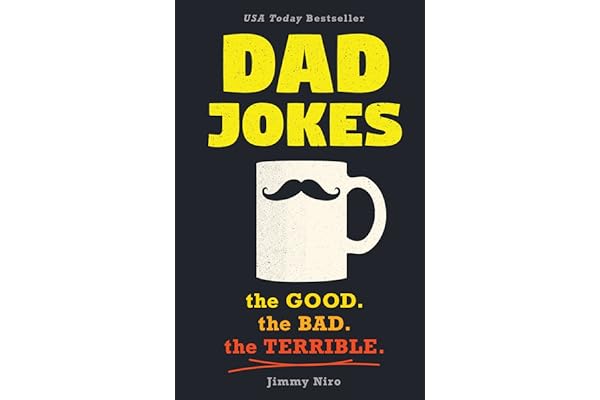 USA Today Bestseller
DAD
JOKES
the GOOD.
the BAD.
the TERRIBLE.
Jimmy Niro